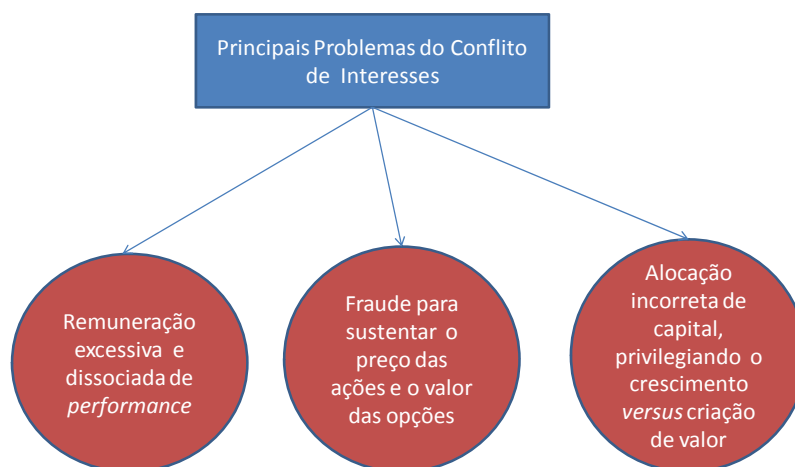 Principais Problemas do Conflito
de Interesses
Remuneração
excessiva e
dissociada de
performance
Fraude para
sustentar o
preço das
ações e o valor
das opções
Alocação
incorreta de
capital,
privilegiando o
crescimento
versus criação
de valor